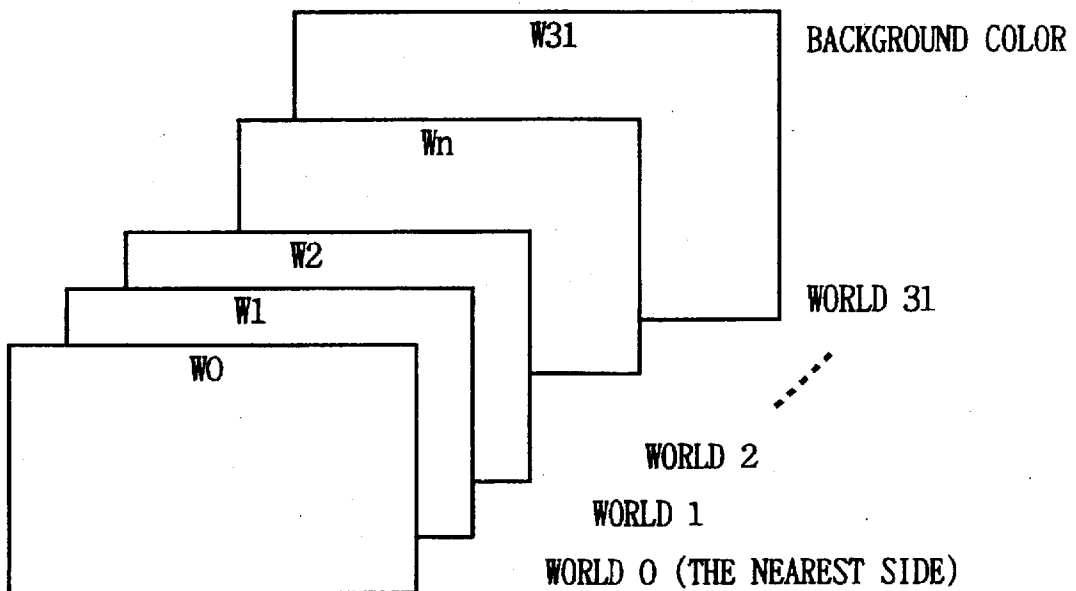 W31
BACKGROUND COLOR
Wn
W2
WORLD 31
W1
W0
WORLD 2
WORLD 1
WORLD 0 (THE NEAREST SIDE)